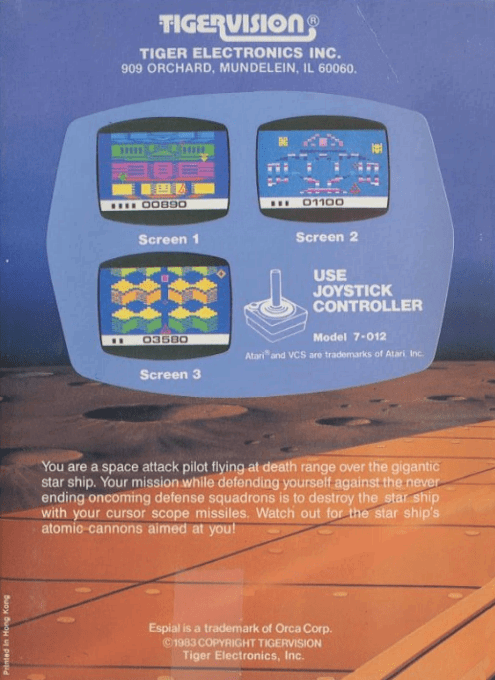 TIGERVISION®
TIGER ELECTRONICS INC.
909 ORCHARD, MUNDELEIN, IL 60060.
00890
01100
Screen 1
Screen 2
03580
Screen 3
USE
JOYSTICK
CONTROLLER
Model 7-012
Atari® and VCS are trademarks of Atari, Inc.
You are a space attack pilot flying at death range over the gigantic
star ship. Your mission while defending yourself against the never
ending oncoming defense squadrons is to destroy the star ship
with your cursor scope missiles. Watch out for the star ship's
atomic cannons aimed at you!
Espial is a trademark of Orca Corp.
©1983 COPYRIGHT TIGERVISION
Tiger Electronics, Inc.
Printed in Hong Kong